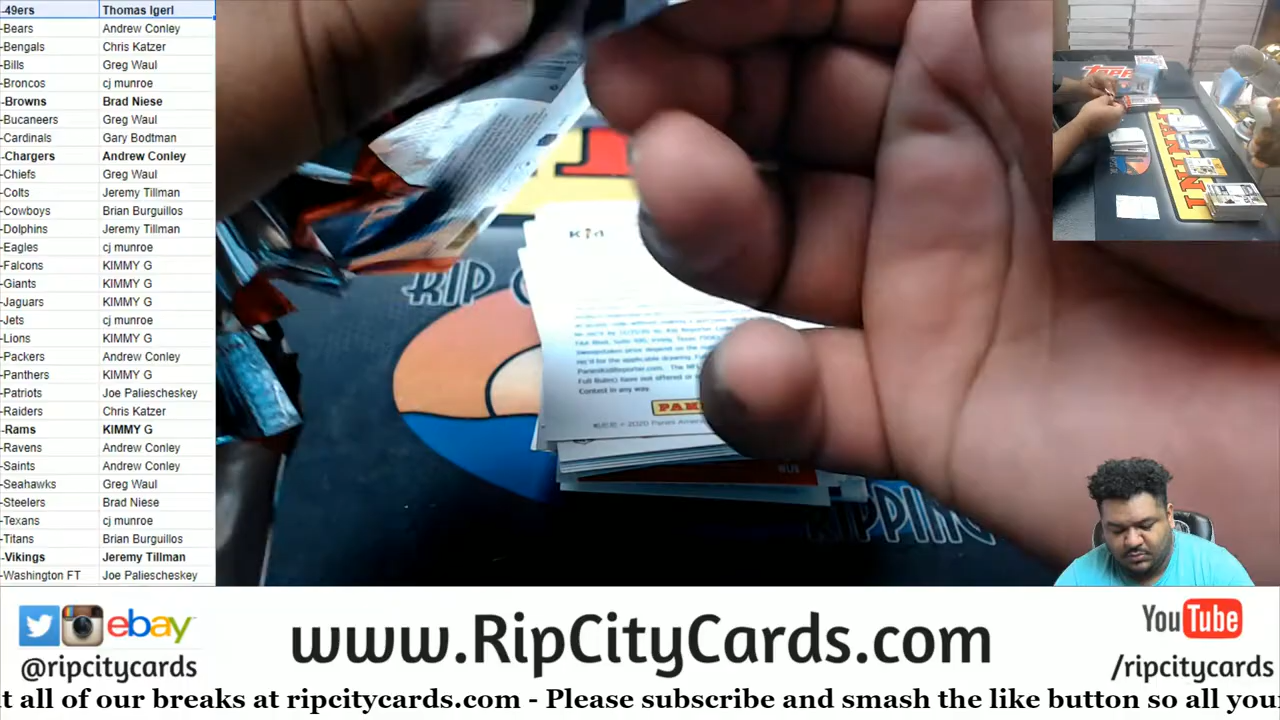 -49ers Thomas Igerl
-Bears Andrew Conley
-Bengals Chris Katzer
-Bills Greg Waul
-Broncos cj munroe
-Browns Brad Niese
-Bucaneers Greg Waul
-Cardinals Gary Bodtman
-Chargers Andrew Conley
-Chiefs Greg Waul
-Colts Jeremy Tillman
-Cowboys Brian Burguillos
-Dolphins Jeremy Tillman
-Eagles cj munroe
-Falcons KIMMY G
-Giants KIMMY G
-Jaguars KIMMY G
-Jets cj munroe
-Lions KIMMY G
-Packers Andrew Conley
-Panthers KIMMY G
-Patriots Joe Paliescheskey
-Raiders Chris Katzer
-Rams KIMMY G
-Ravens Andrew Conley
-Saints Andrew Conley
-Seahawks Greg Waul
-Steelers Brad Niese
-Texans cj munroe
-Titans Brian Burguillos
-Vikings Jeremy Tillman
-Washington FT Joe Paliescheskey
RIP
RIPPING
PANINI
ebay
@ripcitycards
www.RipCityCards.com
YouTube
/ripcitycards
t all of our breaks at ripcitycards.com - Please subscribe and smash the like button so all you